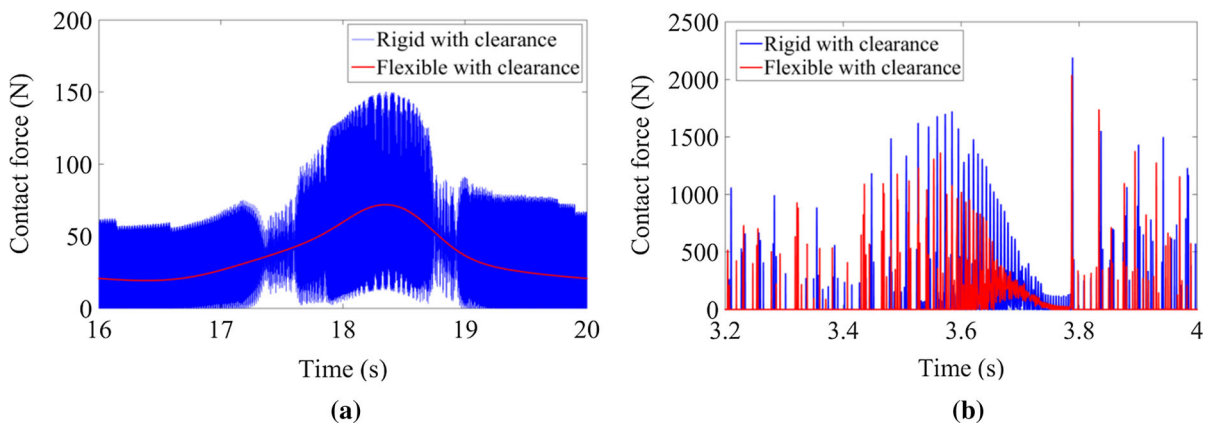 200
150
100
50
0
Contact force (N)
Rigid with clearance
Flexible with clearance
16
17
18
19
20
Time (s)
(a)
2500
2000
1500
1000
500
0
Contact force (N)
Rigid with clearance
Flexible with clearance
3.2
3.4
3.6
3.8
4
Time (s)
(b)